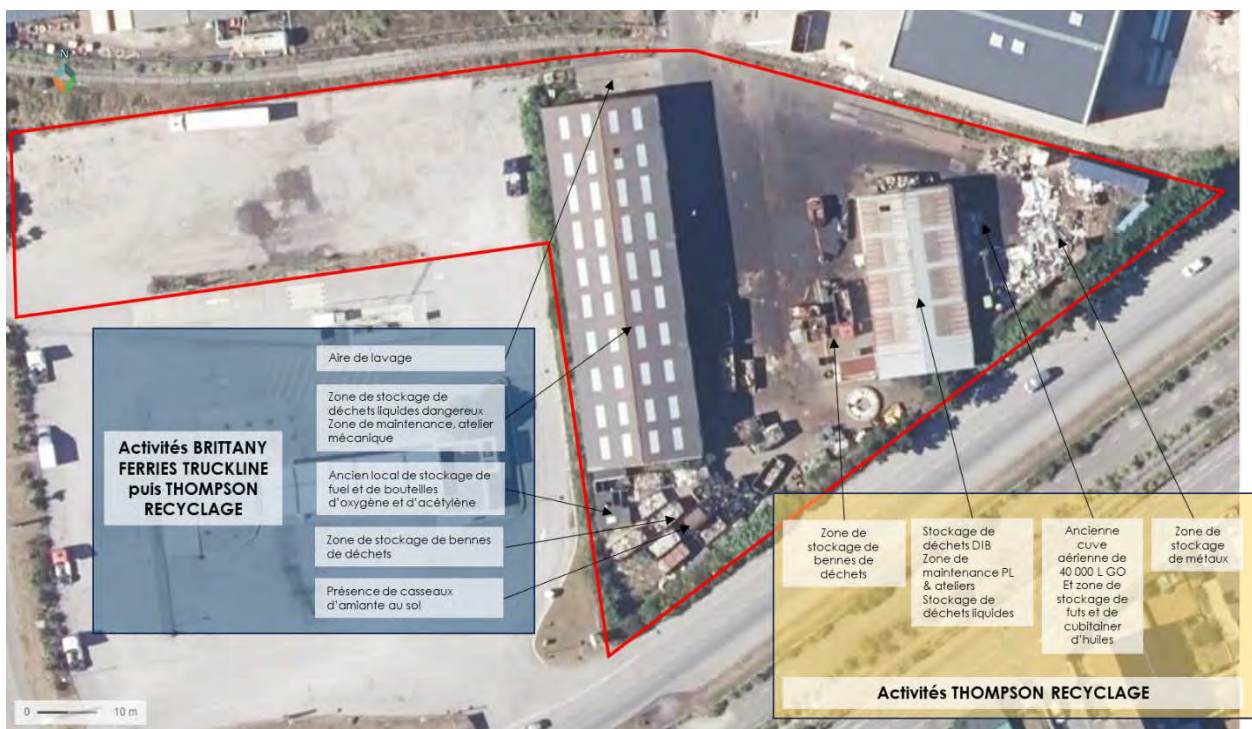 N
Aire de lavage
Zone de stockage de
déchets liquides dangereux
Zone de maintenance, atelier
mécanique
Activités BRITTANY
FERRIES TRUCKLINE
puis THOMPSON
RECYCLAGE
Ancien local de stockage de
fuel et de bouteilles
d'oxygène et d'acétylène
Zone de stockage de bennes
de déchets
Présence de casseaux
d'amiante au sol
Zone de
stockage de
bennes de
déchets
Stockage de
déchets DIB
Zone de
maintenance PL
& ateliers
Stockage de
déchets liquides
Ancienne
cuve
aérienne de
40 000 L GO
Et zone de
stockage de
futs et de
cubitainer
d'huiles
Zone de
stockage
de métaux
Activités THOMPSON RECYCLAGE
0 10 m